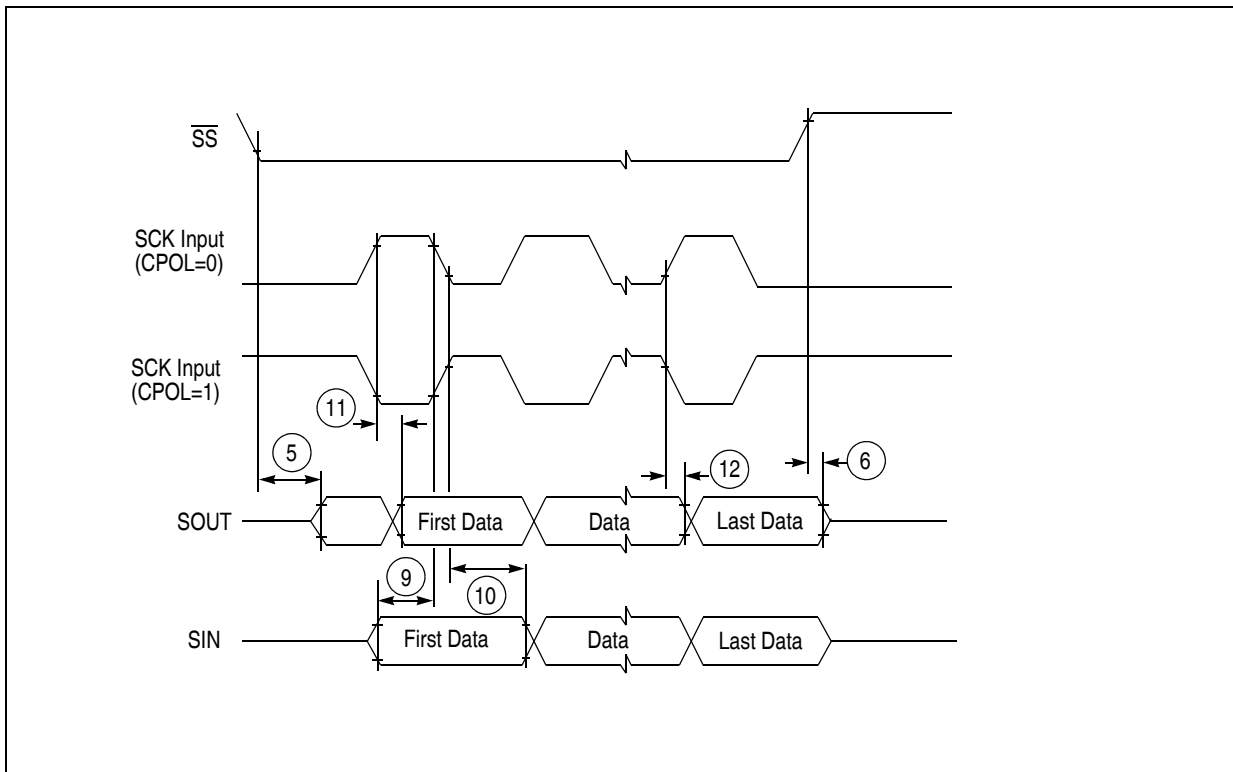 SS
SCK Input
(CPOL=0)
SCK Input
(CPOL=1)
11
5
12
6
SOUT
First Data
Data
Last Data
9
10
SIN
First Data
Data
Last Data